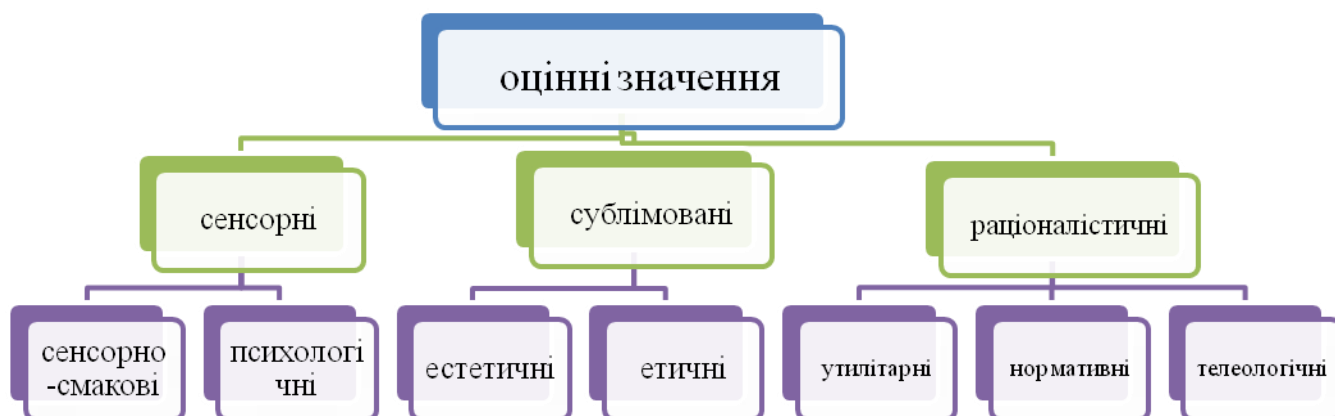 оцінні значення
сенсорні
сублімовані
раціоналістичні
сенсорно
-смакові
психологі
чні
естетичні
етичні
утилітарні
нормативні
телеологічні